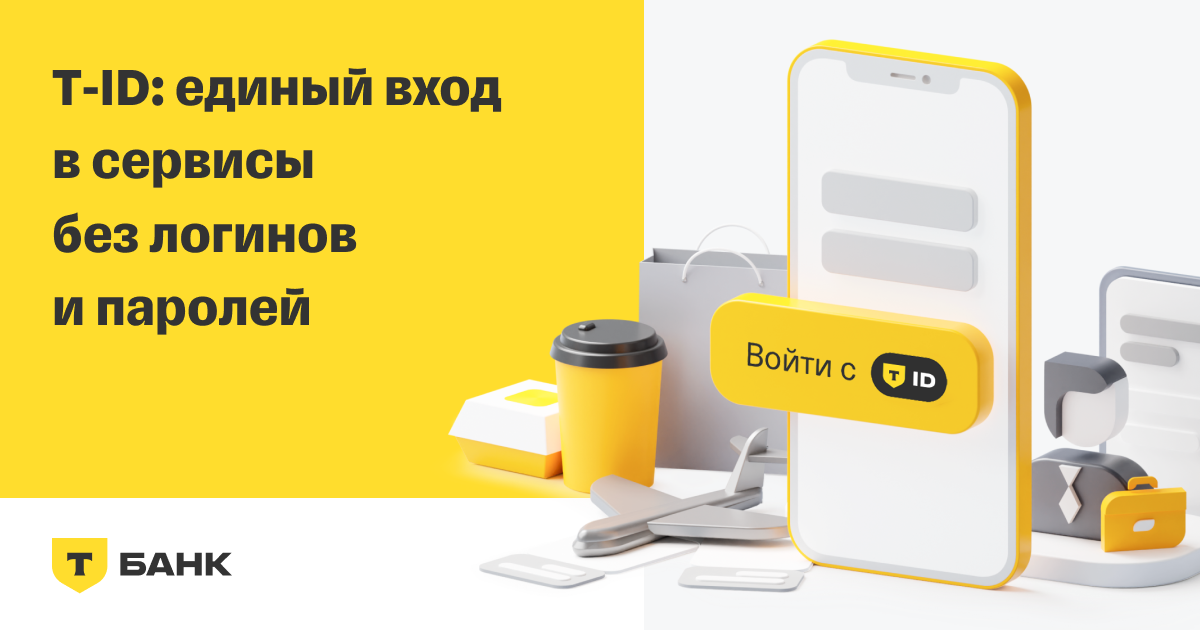 T-ID: единый вход
в сервисы
без логинов
и паролей
Войти с T ID
Т БАНК